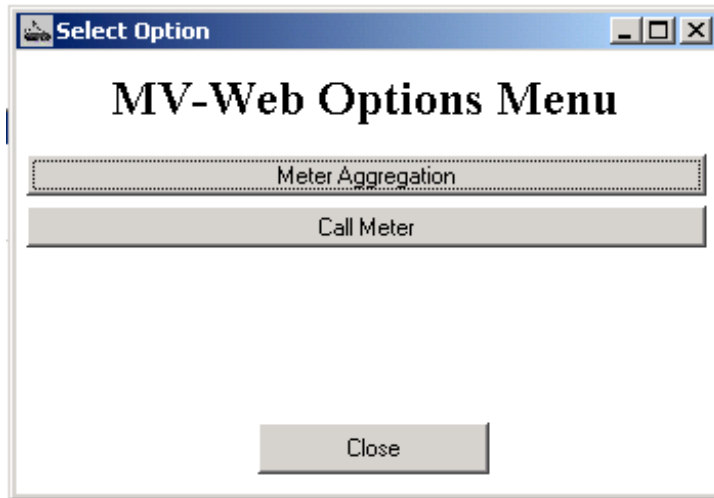 Select Option
MV-Web Options Menu
Meter Aggregation
Call Meter
Close